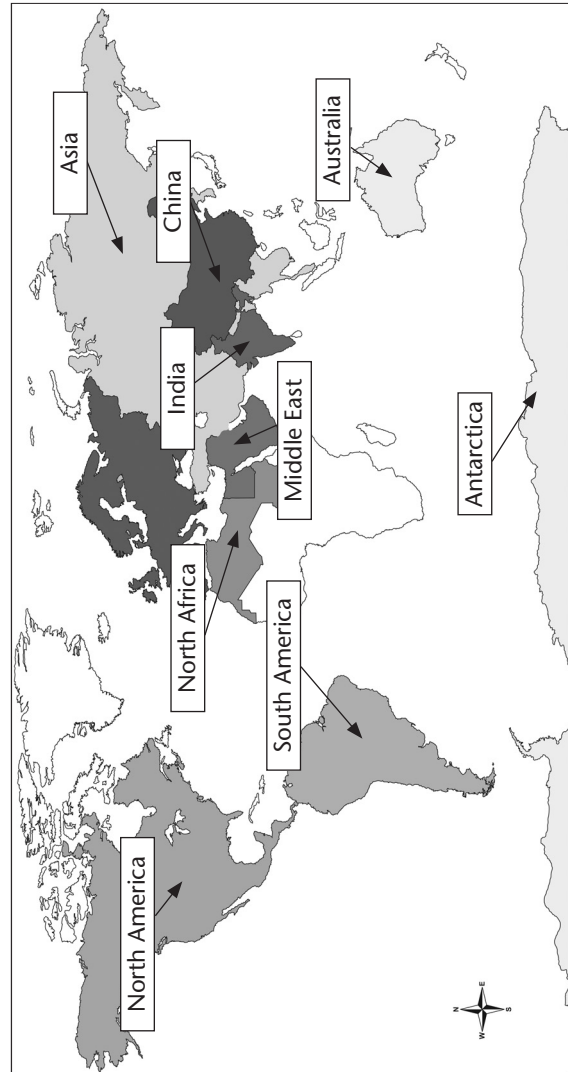 Asia
China
Australia
India
Middle East
Antarctica
North Africa
South America
North America
N
W
E
S